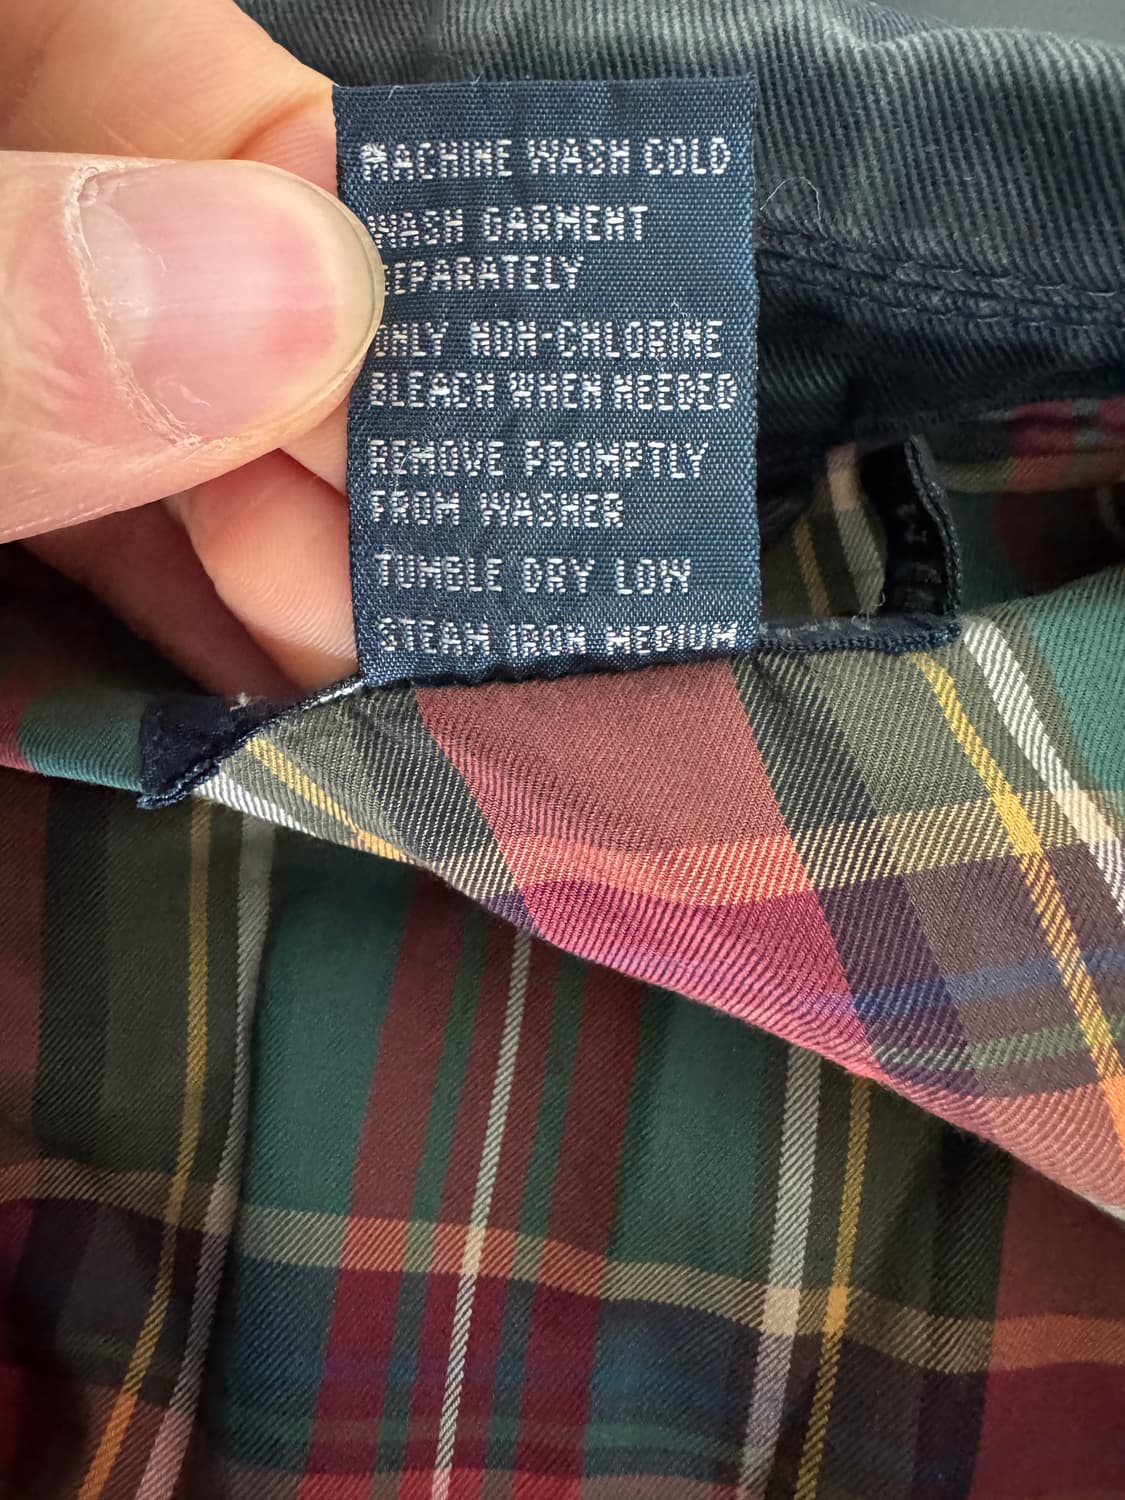 MACHINE WASH COLD
WASH GARMENT
SEPARATELY
ONLY NON-CHLORINE
BLEACH WHEN NEEDED
REMOVE PROMPTLY
FROM WASHER
TUMBLE DRY LOW
STEAM IRON MEDIUM